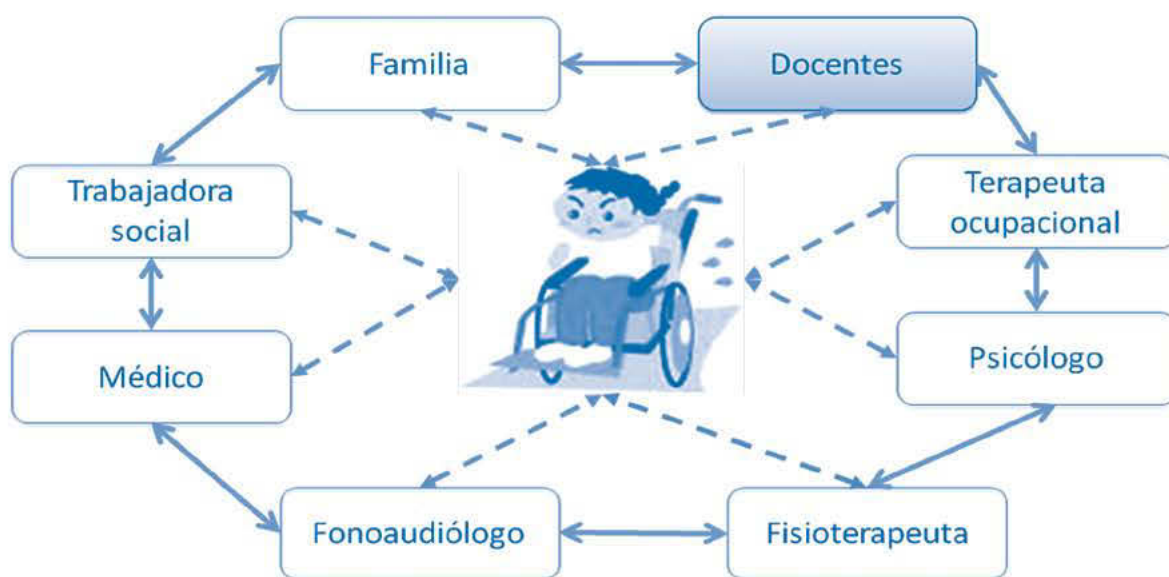 Familia
Docentes
Trabajadora
social
Terapeuta
ocupacional
Médico
Psicólogo
Fonoaudiólogo
Fisioterapeuta